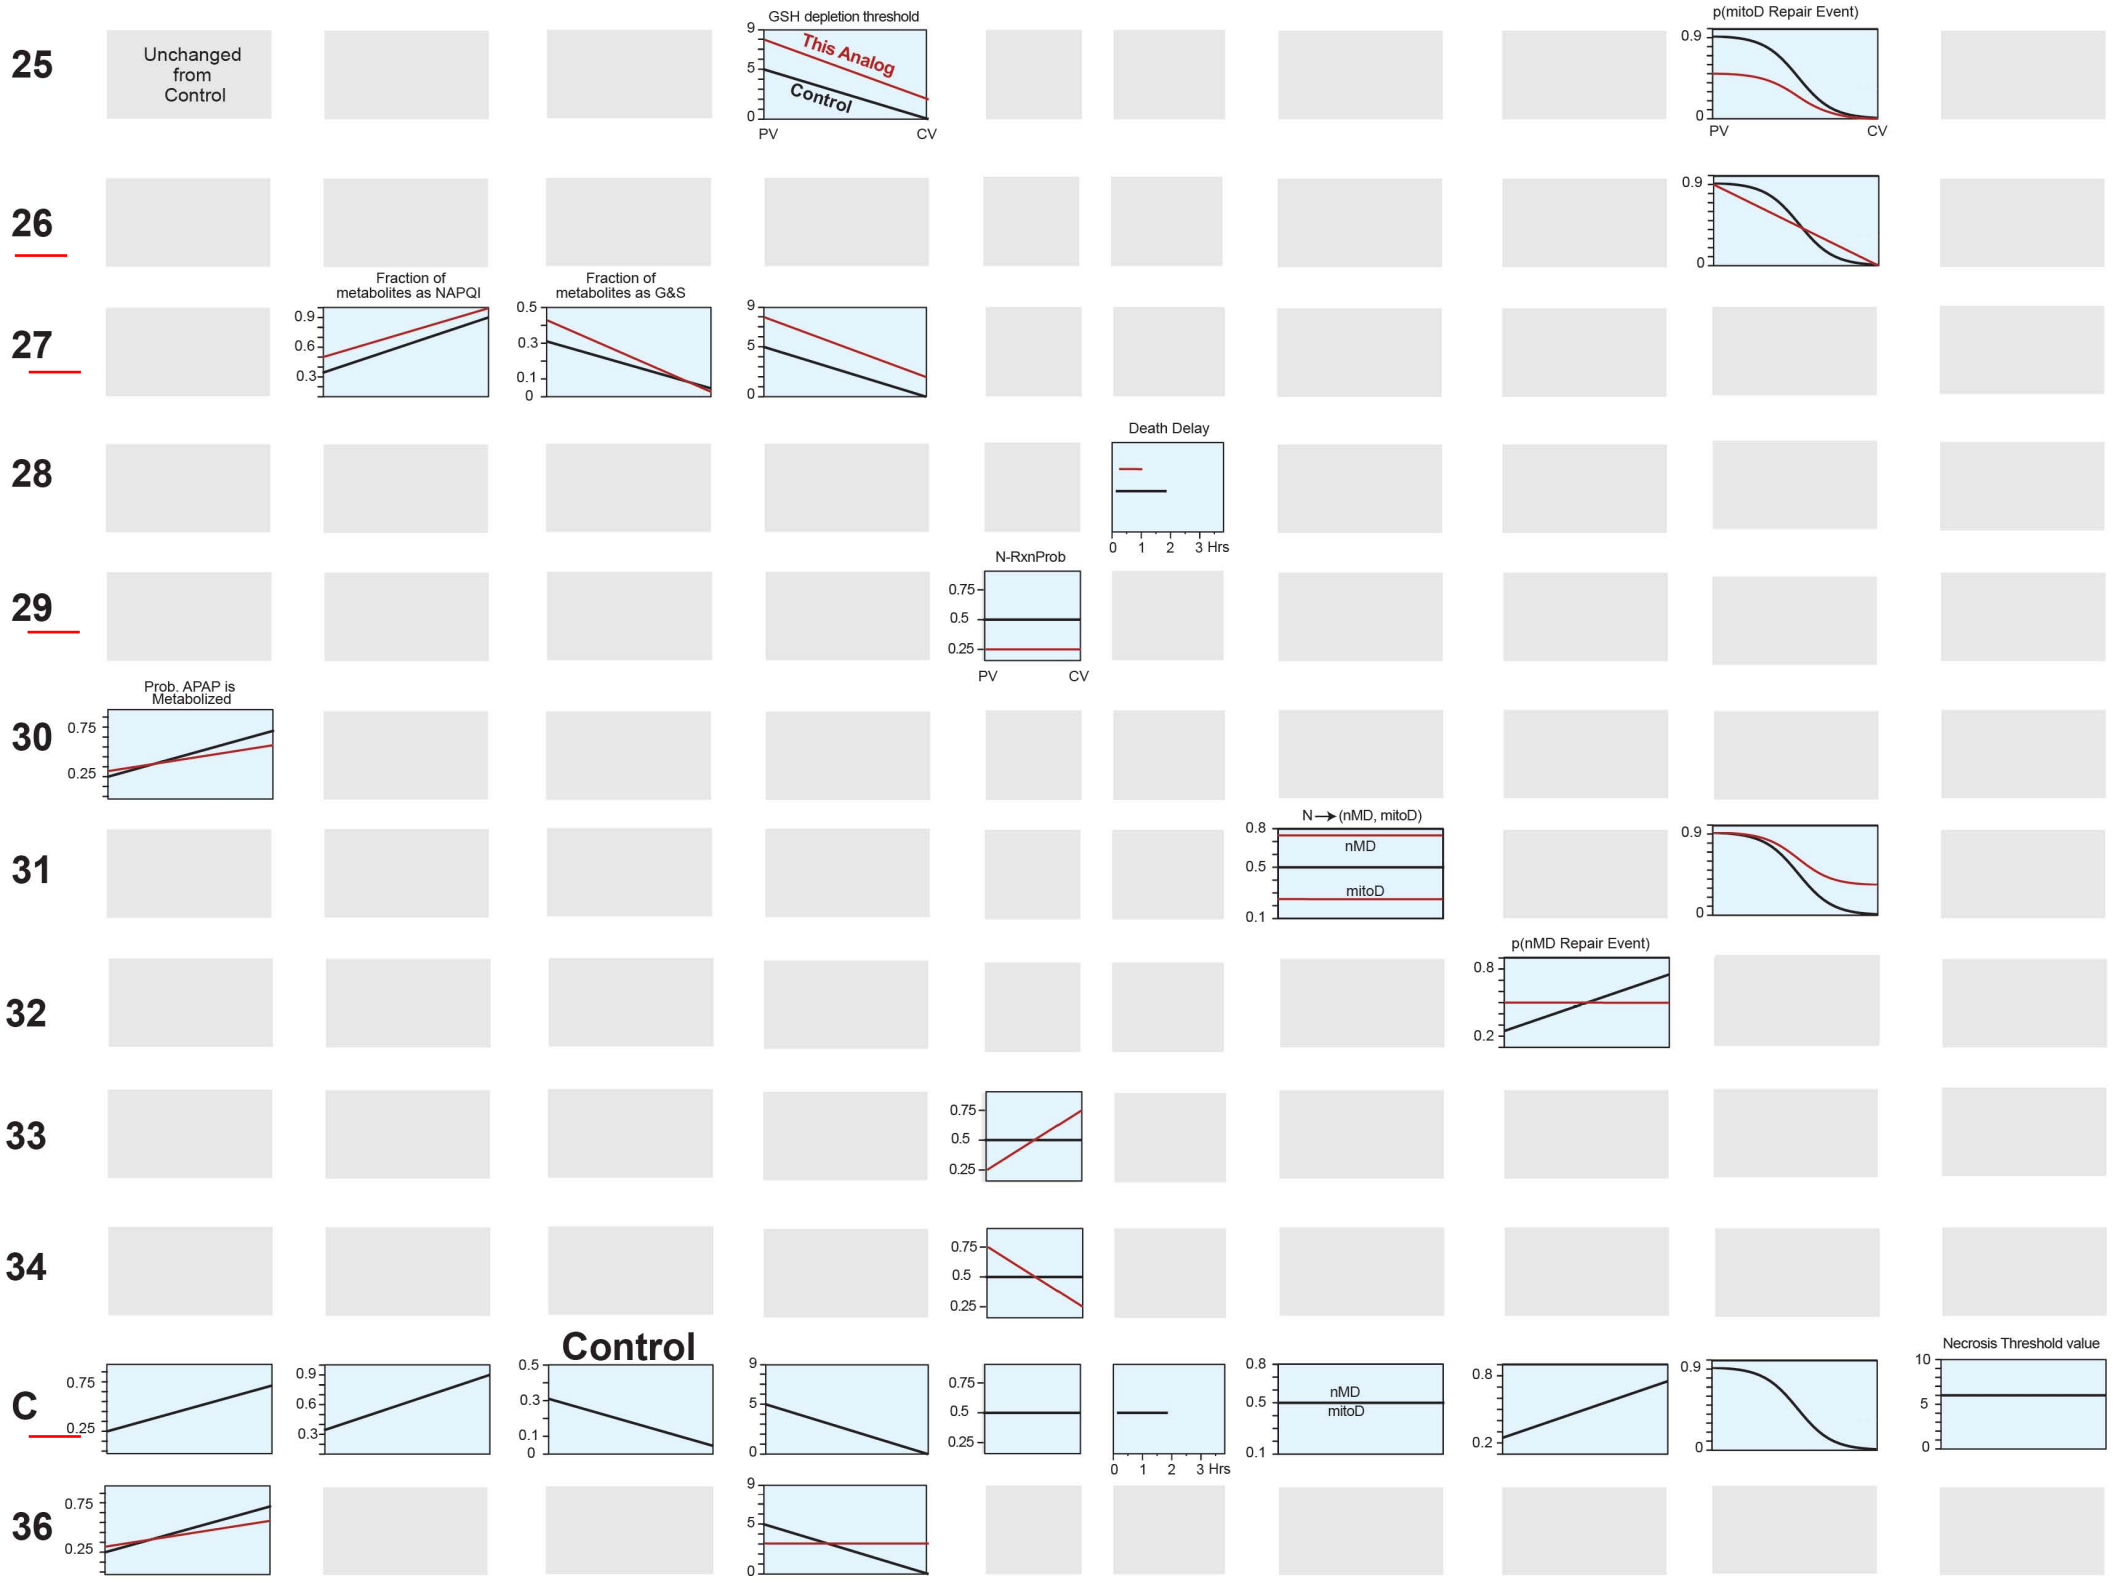 GSH depletion threshold
p(mitoD Repair Event)
25
Unchanged
from
Control
9
5
0
This Analog
Control
PV
CV
0.9
0
PV
CV
26
0.9
0
Fraction of
metabolites as NAPQI
Fraction of
metabolites as G&S
27
0.9
0.6
0.3
0.5
0.3
0.1
0
9
5
0
Death Delay
28
0 1 2 3 Hrs
N-RxnProb
29
0.75
0.5
0.25
PV
CV
Prob. APAP is
Metabolized
30
0.75
0.25
N→(nMD, mitoD)
31
0.8
0.5
0.1
nMD
mitoD
0.9
0
p(nMD Repair Event)
32
0.8
0.2
33
0.75
0.5
0.25
34
0.75
0.5
0.25
Control
Necrosis Threshold value
C
0.75
0.25
0.9
0.6
0.3
0.5
0.3
0.1
0
9
5
0
0.75
0.5
0.25
0 1 2 3 Hrs
0.8
0.5
0.1
nMD
mitoD
0.8
0.2
0.9
0
10
5
0
36
0.75
0.25
9
5
0